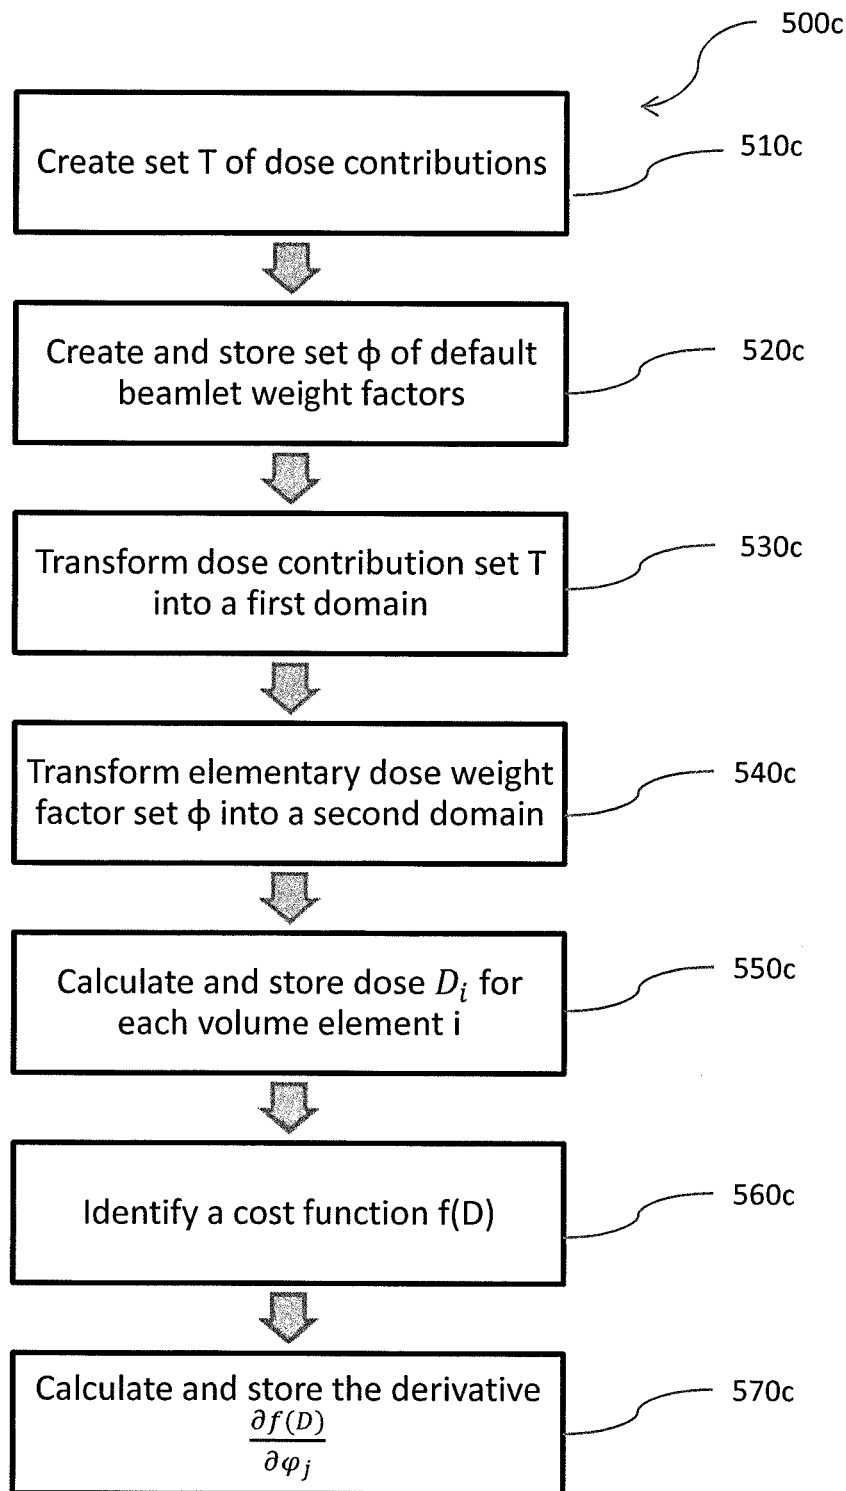 500c
Create set T of dose contributions
510c
Create and store set ϕ of default
beamlet weight factors
520c
Transform dose contribution set T
into a first domain
530c
Transform elementary dose weight
factor set ϕ into a second domain
540c
Calculate and store dose D_i for
each volume element i
550c
Identify a cost function f(D)
560c
Calculate and store the derivative
∂f(D)
∂φ_j
570c